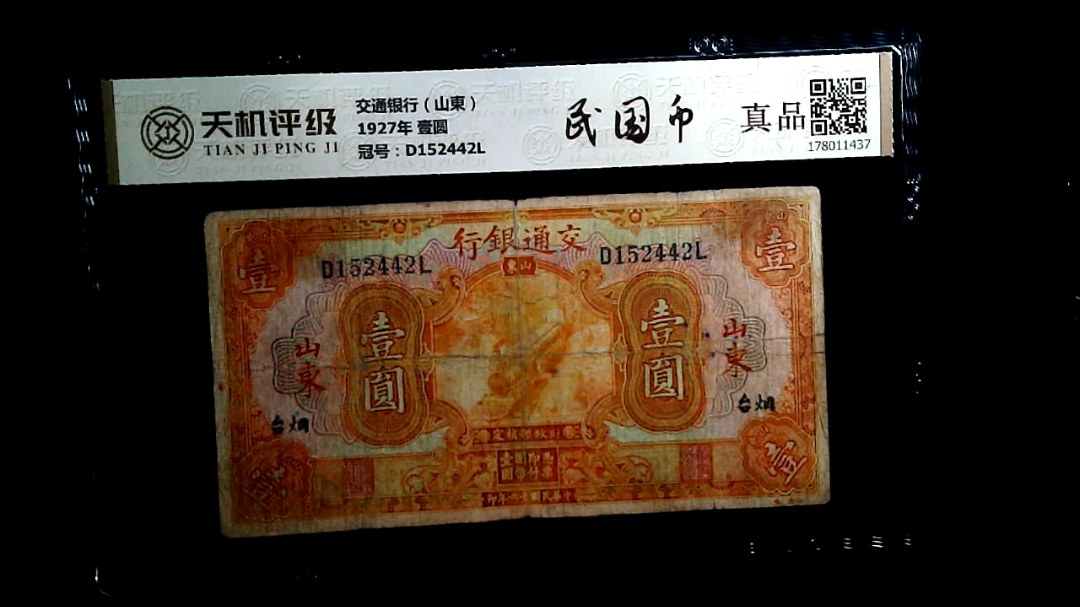 天机评级
TIAN JI PING JI
交通银行（山東）
1927年 壹圆
冠号：D152442L
民国币
真品
178011437
行銀通交
東山
D152442L
D152442L
壹
壹
壹圓
壹圓
山東
山東
台烟
台烟
壹